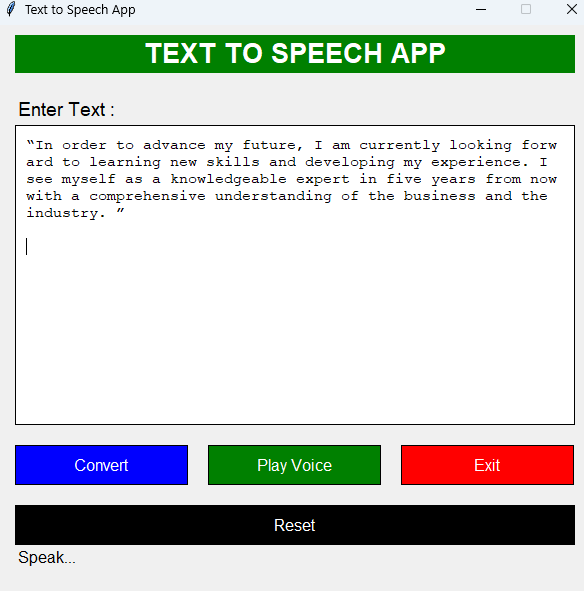 Text to Speech App
TEXT TO SPEECH APP
Enter Text :
“In order to advance my future, I am currently looking forw
ard to learning new skills and developing my experience. I
see myself as a knowledgeable expert in five years from now
with a comprehensive understanding of the business and the
industry. ”
Convert
Play Voice
Exit
Reset
Speak...